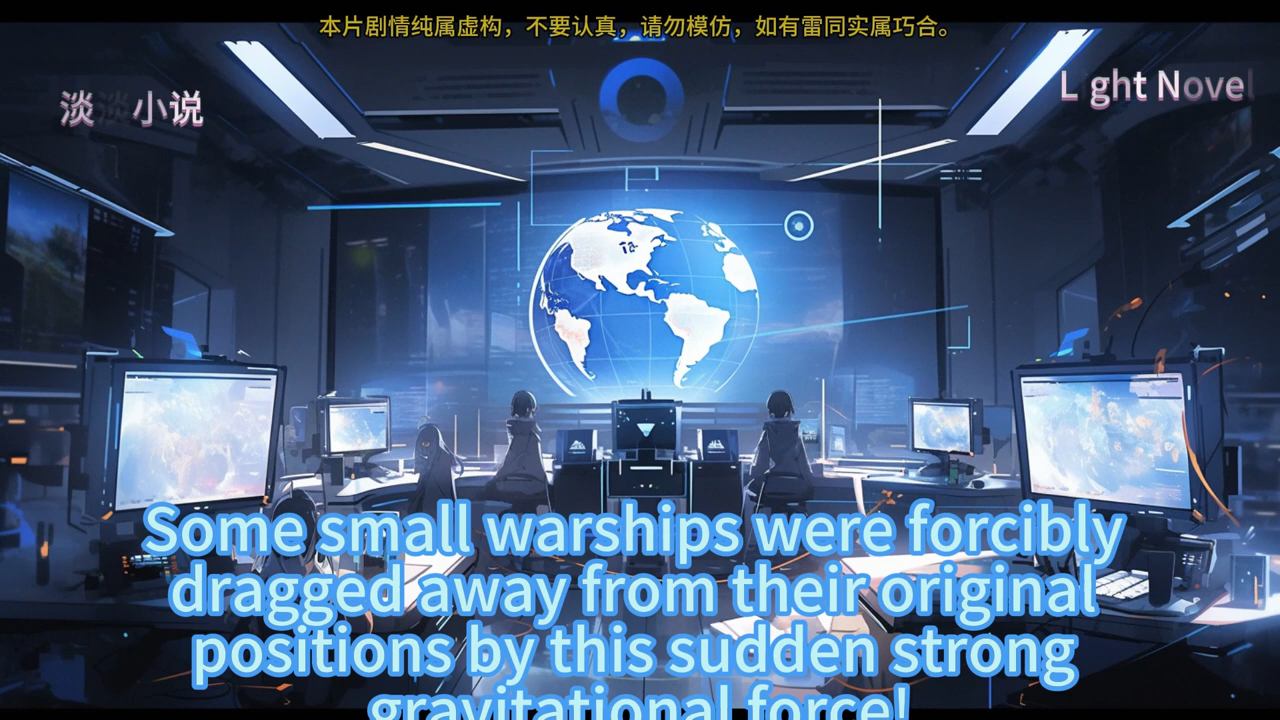 本片剧情纯属虚构，不要认真，请勿模仿，如有雷同实属巧合。
淡淡小说
L ght Novel
Some small warships were forcibly
dragged away from their original
positions by this sudden strong
gravitational force!